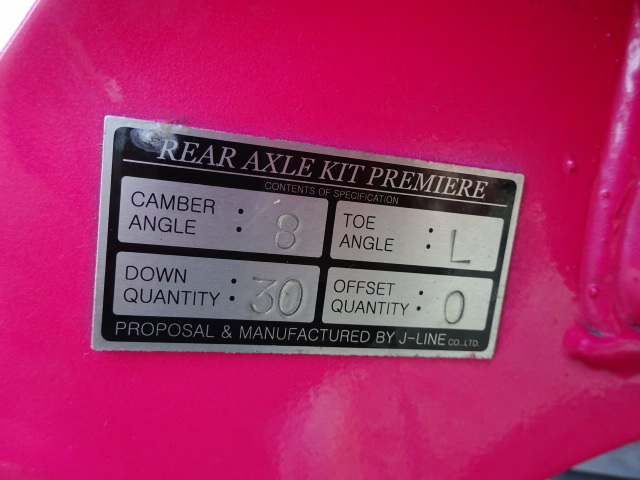 REAR AXLE KIT PREMIERE
CONTENTS OF SPECIFICATION
CAMBER ANGLE : 8
TOE ANGLE : L
DOWN QUANTITY : 30
OFFSET QUANTITY : 0
PROPOSAL & MANUFACTURED BY J-LINE CO.,LTD.